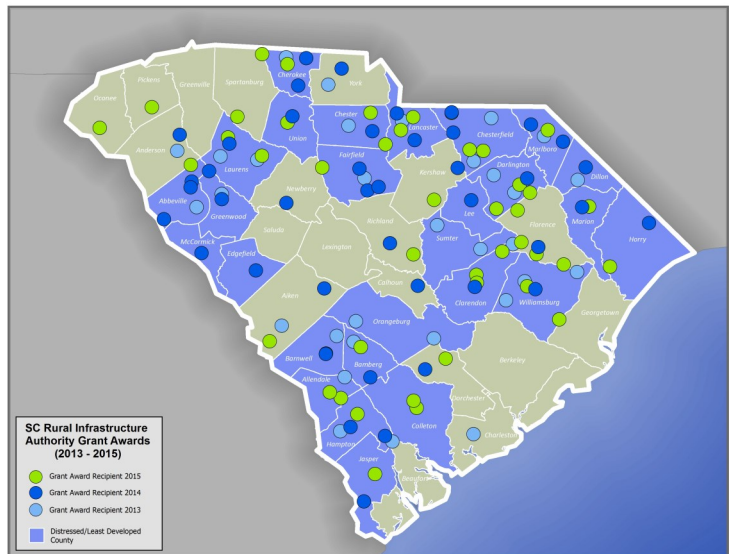 Oconee
Pickens
Greenville
Spartanburg
Cherokee
York
Anderson
Union
Chester
Lancaster
Chesterfield
Marlboro
Darlington
Dillon
Laurens
Fairfield
Kershaw
Abbeville
Greenwood
Newberry
Lee
Florence
Marion
Horry
McCormick
Saluda
Richland
Sumter
Edgefield
Lexington
Calhoun
Clarendon
Williamsburg
Georgetown
Aiken
Orangeburg
Barnwell
Bamberg
Berkeley
Allendale
Dorchester
Colleton
Charleston
Hampton
Jasper
Beaufort
SC Rural Infrastructure
Authority Grant Awards
(2013 - 2015)
Grant Award Recipient 2015
Grant Award Recipient 2014
Grant Award Recipient 2013
Distressed/Least Developed
County